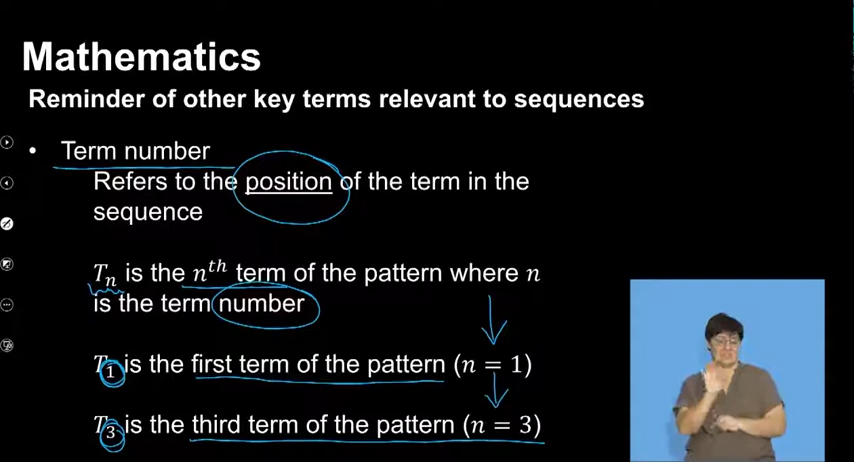 Mathematics
Reminder of other key terms relevant to sequences
• Term number
Refers to the position of the term in the
sequence
Tₙ is the nᵗʰ term of the pattern where n
is the term number
T₁ is the first term of the pattern (n = 1)
T₃ is the third term of the pattern (n = 3)